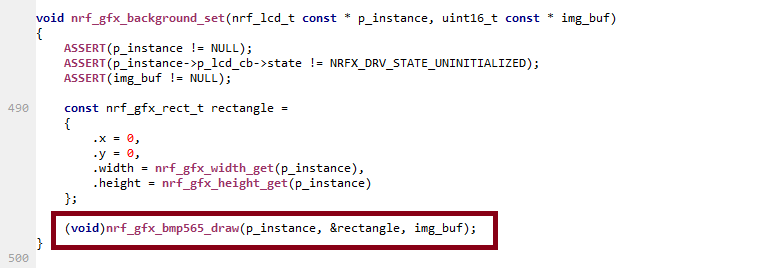 void nrf_gfx_background_set(nrf_lcd_t const * p_instance, uint16_t const * img_buf)
{
    ASSERT(p_instance != NULL);
    ASSERT(p_instance->p_lcd_cb->state != NRFX_DRV_STATE_UNINITIALIZED);
    ASSERT(img_buf != NULL);
490    const nrf_gfx_rect_t rectangle =
    {
        .x = 0,
        .y = 0,
        .width = nrf_gfx_width_get(p_instance),
        .height = nrf_gfx_height_get(p_instance)
    };
    (void)nrf_gfx_bmp565_draw(p_instance, &rectangle, img_buf);
}
500